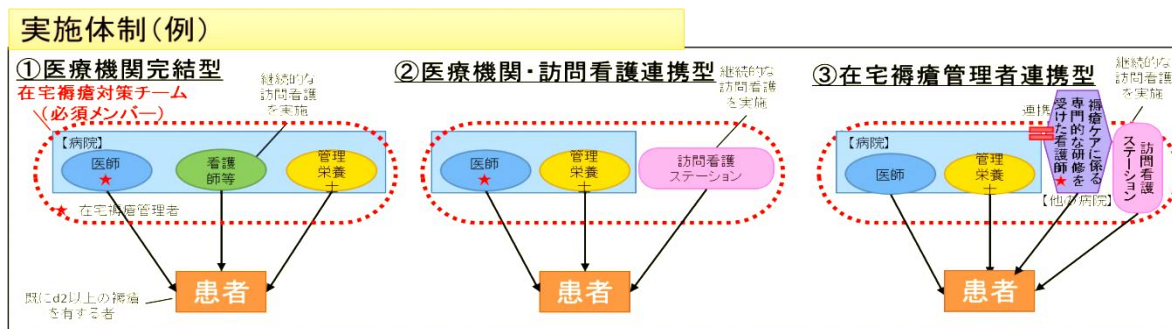 実施体制(例)
①医療機関完結型
継続的な
訪問看護
を実施
在宅褥瘡対策チーム
(必須メンバー)
【病院】
医師
★
看護
師等
管理
栄養士
★ 在宅褥瘡管理者
患者
既にd2以上の褥瘡
を有する者
②医療機関・訪問看護連携型
継続的な
訪問看護
を実施
【病院】
医師
★
管理
栄養士
訪問看護
ステーション
患者
③在宅褥瘡管理者連携型
継続的な
訪問看護
を実施
連携
【病院】
医師
管理
栄養士
褥瘡ケアに係る
専門的な研修を
受けた看護師★
【他の病院】
訪問看護
ステーション
患者